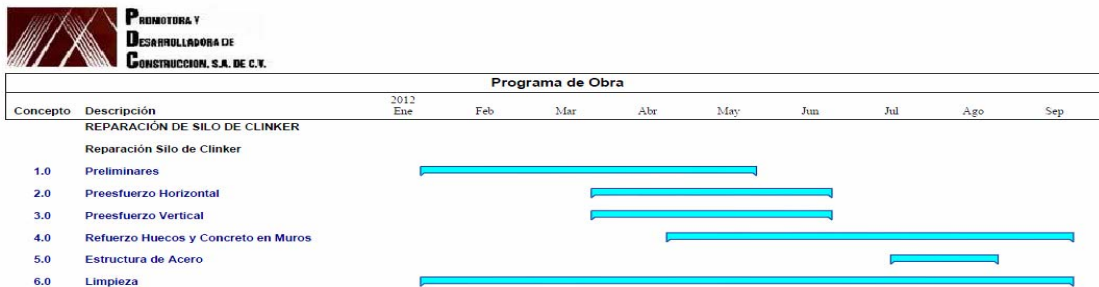 PROMOTORA Y
DESARROLLADORA DE
CONSTRUCCION, S.A. DE C.V.
Programa de Obra
2012
Concepto Descripción Ene Feb Mar Abr May Jun Jul Ago Sep
REPARACIÓN DE SILO DE CLINKER
Reparación Silo de Clinker
1.0 Preliminares
2.0 Preesfuerzo Horizontal
3.0 Preesfuerzo Vertical
4.0 Refuerzo Huecos y Concreto en Muros
5.0 Estructura de Acero
6.0 Limpieza